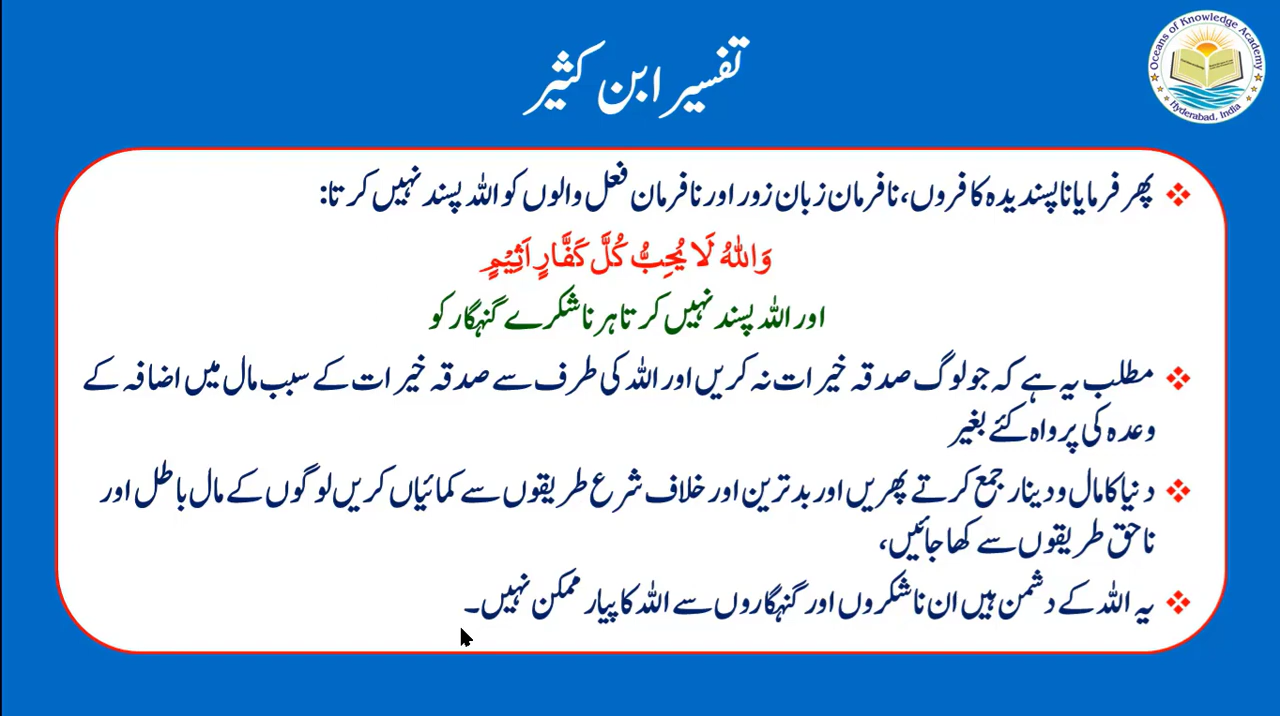 Oceans of Knowledge Academy
Hyderabad, India
تفسیر ابن کثیر
پھر فرمایا ناپسندیدہ کافروں، نافرمان زبان زور اور نافرمان فعل والوں کو اللہ پسند نہیں کرتا:
وَاللّٰهُ لَا يُحِبُّ كُلَّ كَفَّارٍ اَثِيْمٍ
اور اللہ پسند نہیں کرتا ہر ناشکرے گنہگار کو
مطلب یہ ہے کہ جو لوگ صدقہ خیرات نہ کریں اور اللہ کی طرف سے صدقہ خیرات کے سبب مال میں اضافہ کے
وعدہ کی پرواہ کئے بغیر
دنیا کا مال و دینار جمع کرتے پھریں اور بدترین اور خلاف شرع طریقوں سے کمائیاں کریں لوگوں کے مال باطل اور
ناحق طریقوں سے کھا جائیں،
یہ اللہ کے دشمن ہیں ان ناشکروں اور گنہگاروں سے اللہ کا پیار ممکن نہیں۔